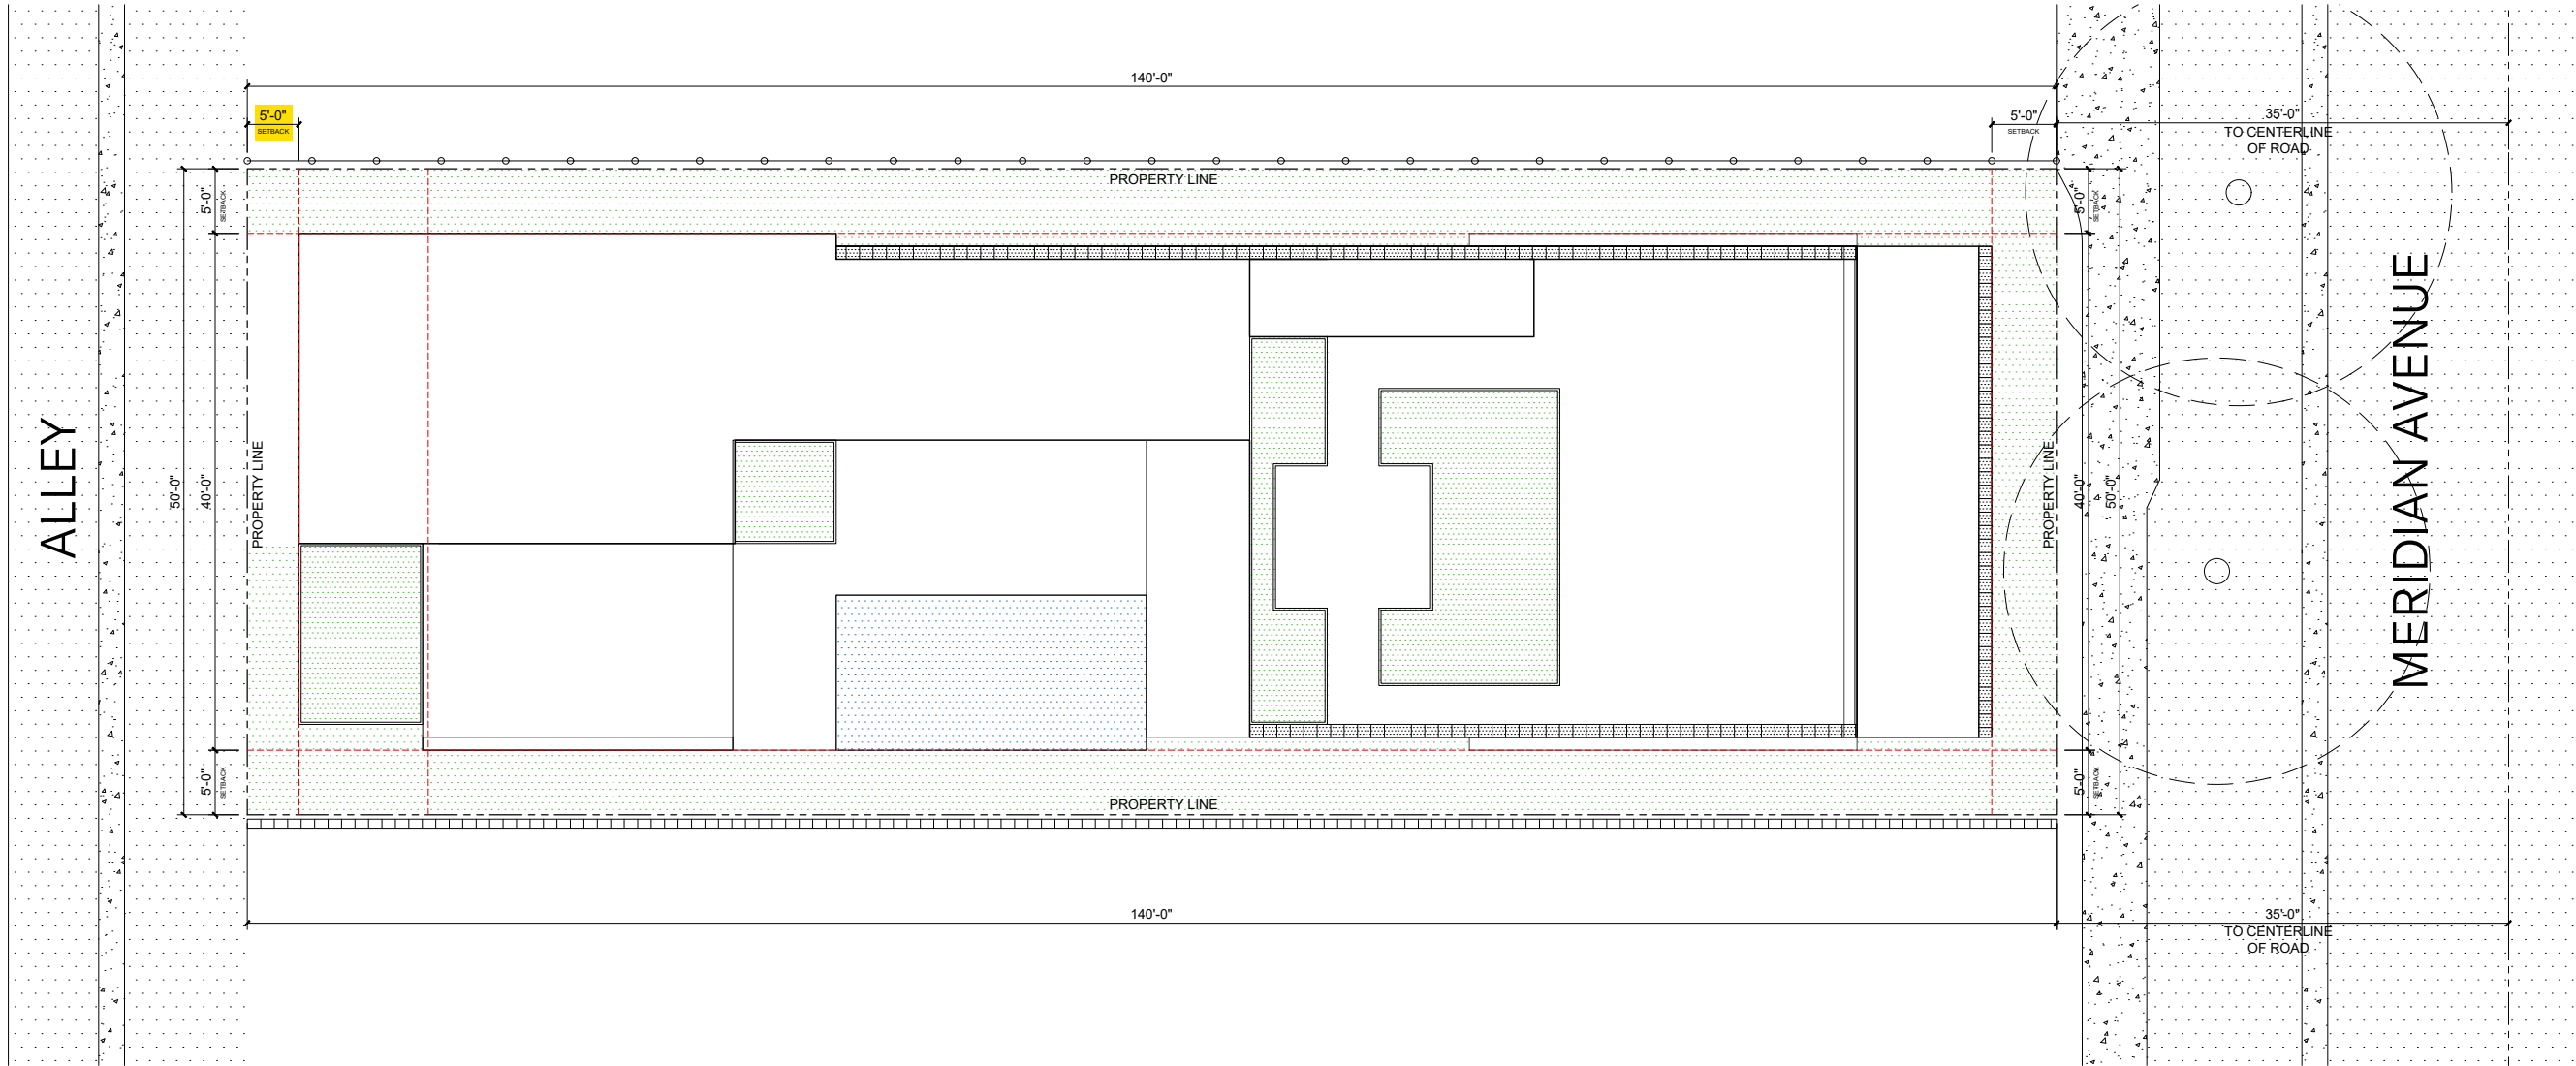 140'-0"
5'-0"
SETBACK
5'-0"
SETBACK
35'-0"
TO CENTERLINE
OF ROAD
PROPERTY LINE
5'-0"
SETBACK
5'-0"
SETBACK
ALLEY
50'-0"
40'-0"
PROPERTY LINE
PROPERTY LINE
40'-0"
50'-0"
MERIDIAN AVENUE
5'-0"
SETBACK
5'-0"
SETBACK
PROPERTY LINE
140'-0"
35'-0"
TO CENTERLINE
OF ROAD